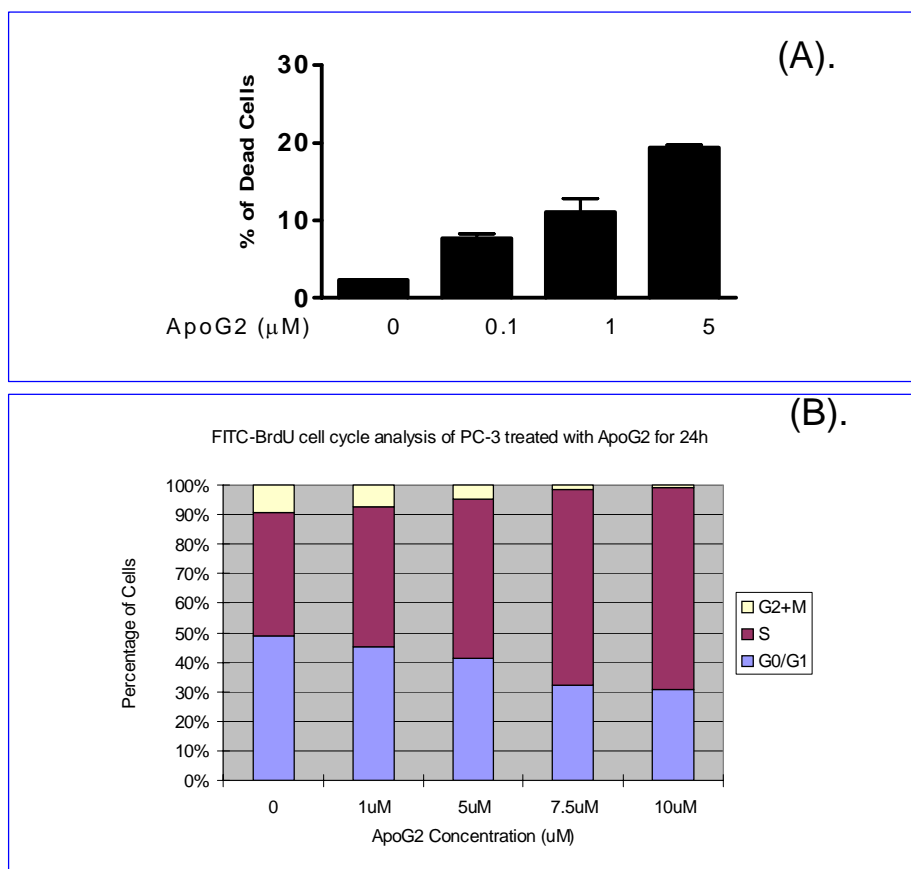 (A).
30
20
10
0
% of Dead Cells
ApoG2 (μM) 0 0.1 1 5
(B).
FITC-BrdU cell cycle analysis of PC-3 treated with ApoG2 for 24h
100%
90%
80%
70%
60%
50%
40%
30%
20%
10%
0%
Percentage of Cells
0 1uM 5uM 7.5uM 10uM
ApoG2 Concentration (uM)
G2+M
S
G0/G1